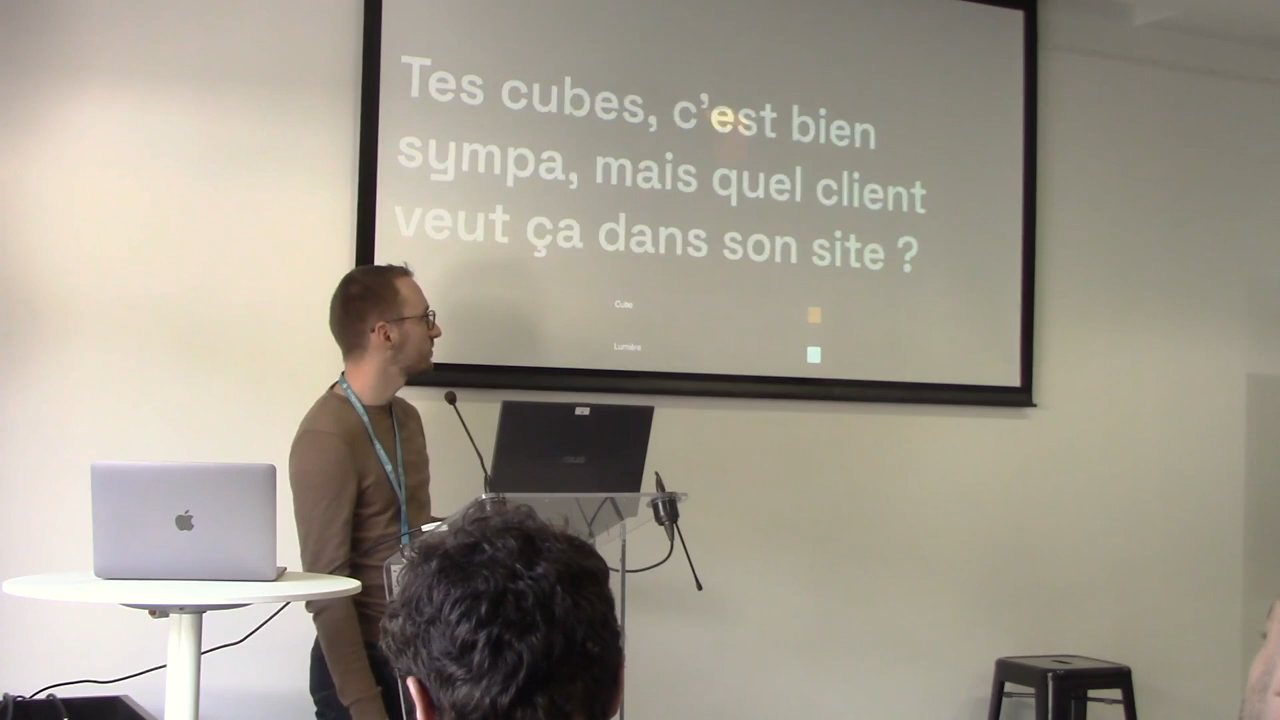 Tes cubes, c'est bien
sympa, mais quel client
veut ça dans son site ?
Cube
Lumière